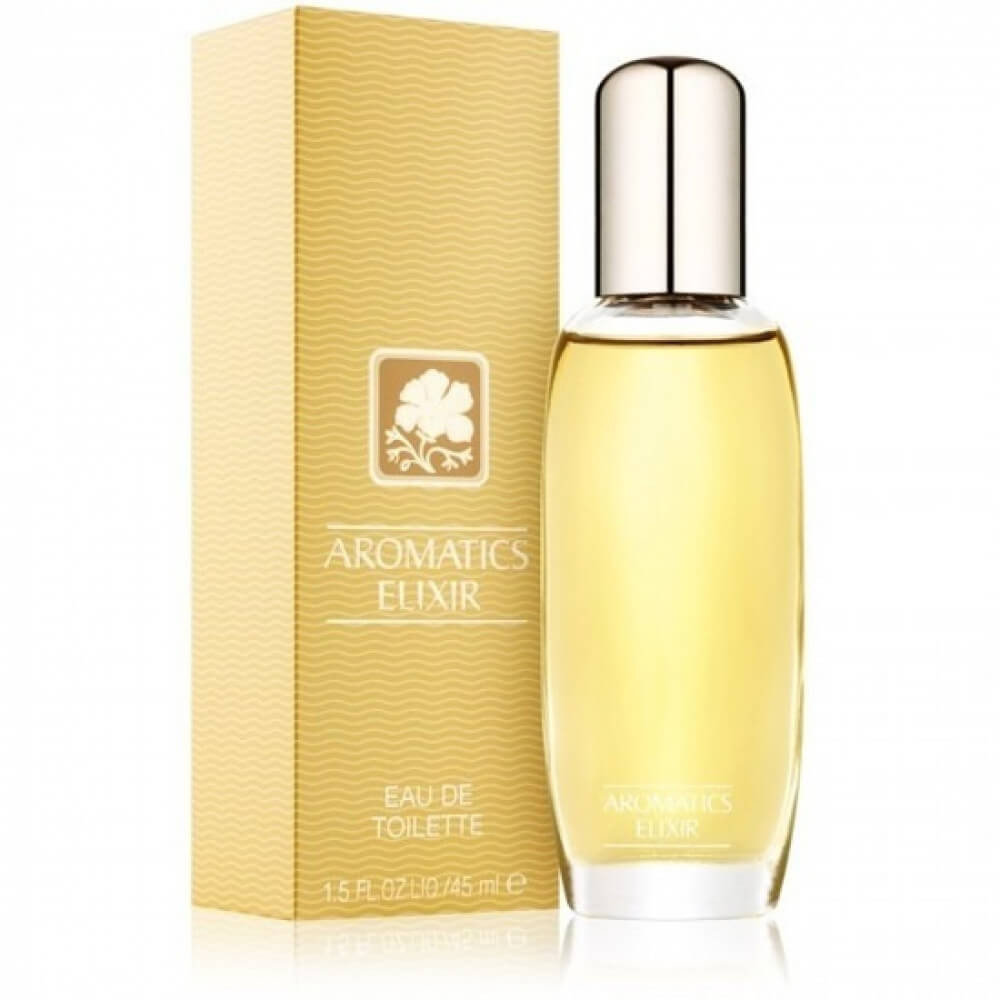 AROMATICS
ELIXIR
EAU DE
TOILETTE
1.5 FL OZ LIQ / 45 ml e
AROMATICS
ELIXIR